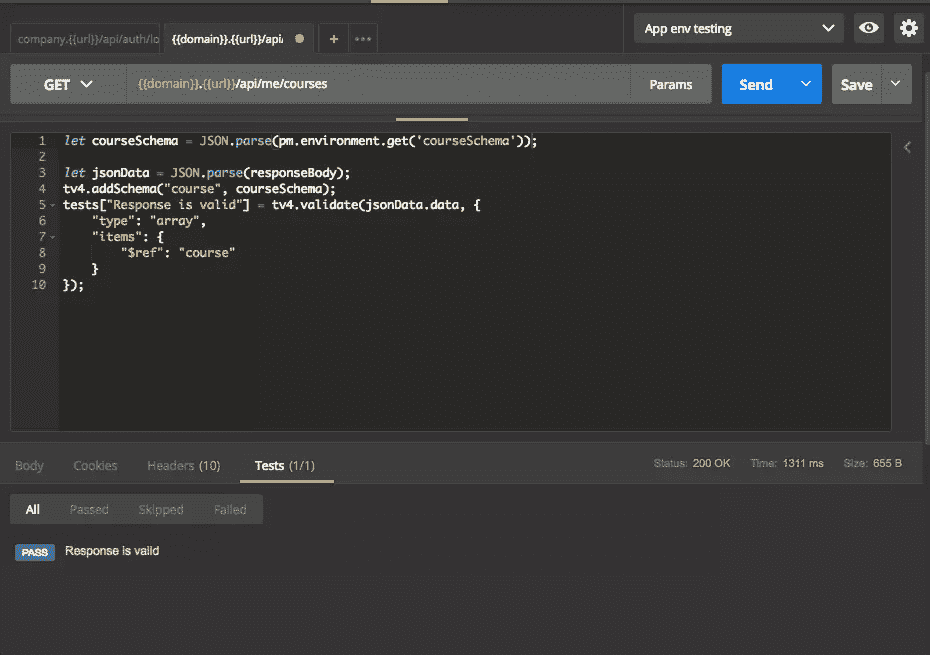 company.{{url}}/api/auth/lo
{{domain}}.{{url}}/api/
+
•••
App env testing
GET
{{domain}}.{{url}}/api/me/courses
Params
Send
Save
1 let courseSchema = JSON.parse(pm.environment.get('courseSchema'));
2
3 let jsonData = JSON.parse(responseBody);
4 tv4.addSchema("course", courseSchema);
5 tests["Response is valid"] = tv4.validate(jsonData.data, {
6 "type": "array",
7 "items": {
8 "$ref": "course"
9 }
10 });
Body Cookies Headers (10) Tests (1/1) Status: 200 OK Time: 1311 ms Size: 655 B
All Passed Skipped Failed
PASS Response is valid